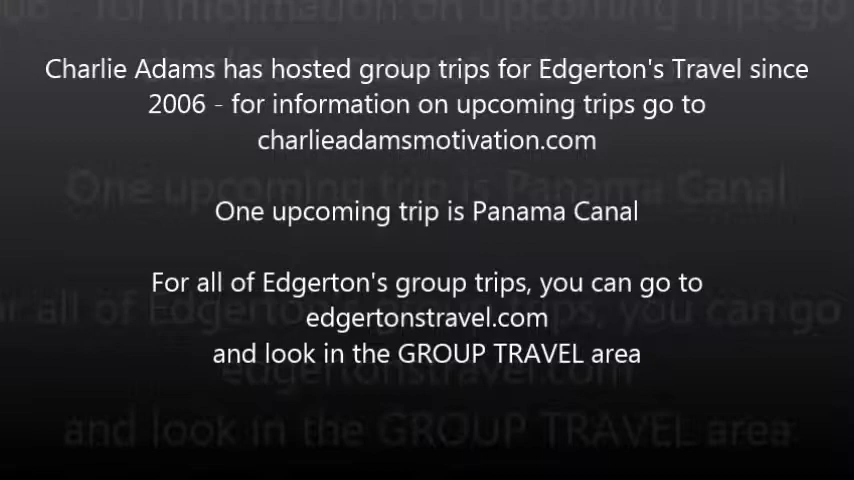 Charlie Adams has hosted group trips for Edgerton's Travel since
2006 - for information on upcoming trips go to
charlieadamsmotivation.com
One upcoming trip is Panama Canal
For all of Edgerton's group trips, you can go to
edgertonstravel.com
and look in the GROUP TRAVEL area